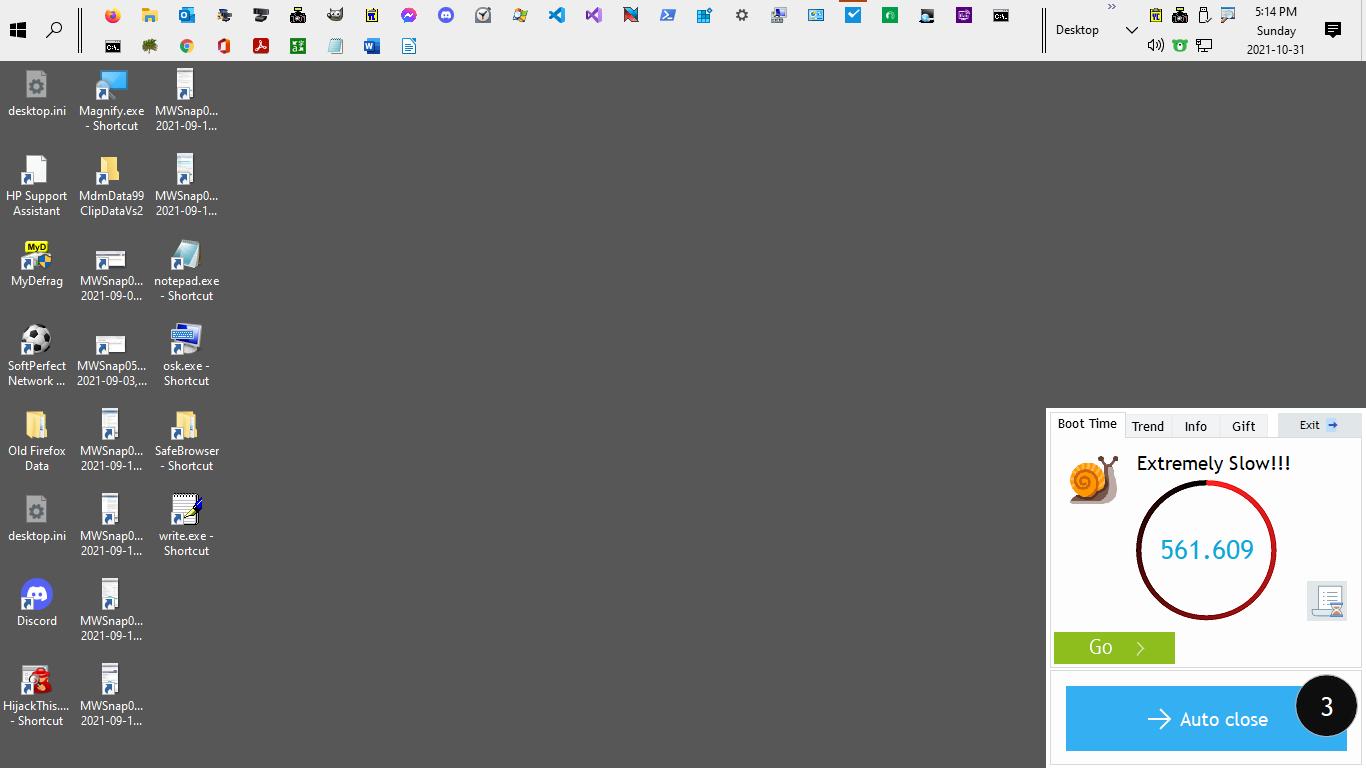 Desktop
5:14 PM
Sunday
2021-10-31
desktop.ini
Magnify.exe
- Shortcut
MWSnap0...
2021-09-1...
HP Support
Assistant
MdmData99
ClipDataVs2
MWSnap0...
2021-09-1...
MyD
MyDefrag
MWSnap0...
2021-09-0...
notepad.exe
- Shortcut
SoftPerfect
Network ...
MWSnap05...
2021-09-03,...
osk.exe -
Shortcut
Old Firefox
Data
MWSnap0...
2021-09-1...
SafeBrowser
- Shortcut
desktop.ini
MWSnap0...
2021-09-1...
write.exe -
Shortcut
Discord
MWSnap0...
2021-09-1...
HijackThis....
- Shortcut
MWSnap0...
2021-09-1...
Boot Time
Trend
Info
Gift
Exit
Extremely Slow!!!
561.609
Go
Auto close
3